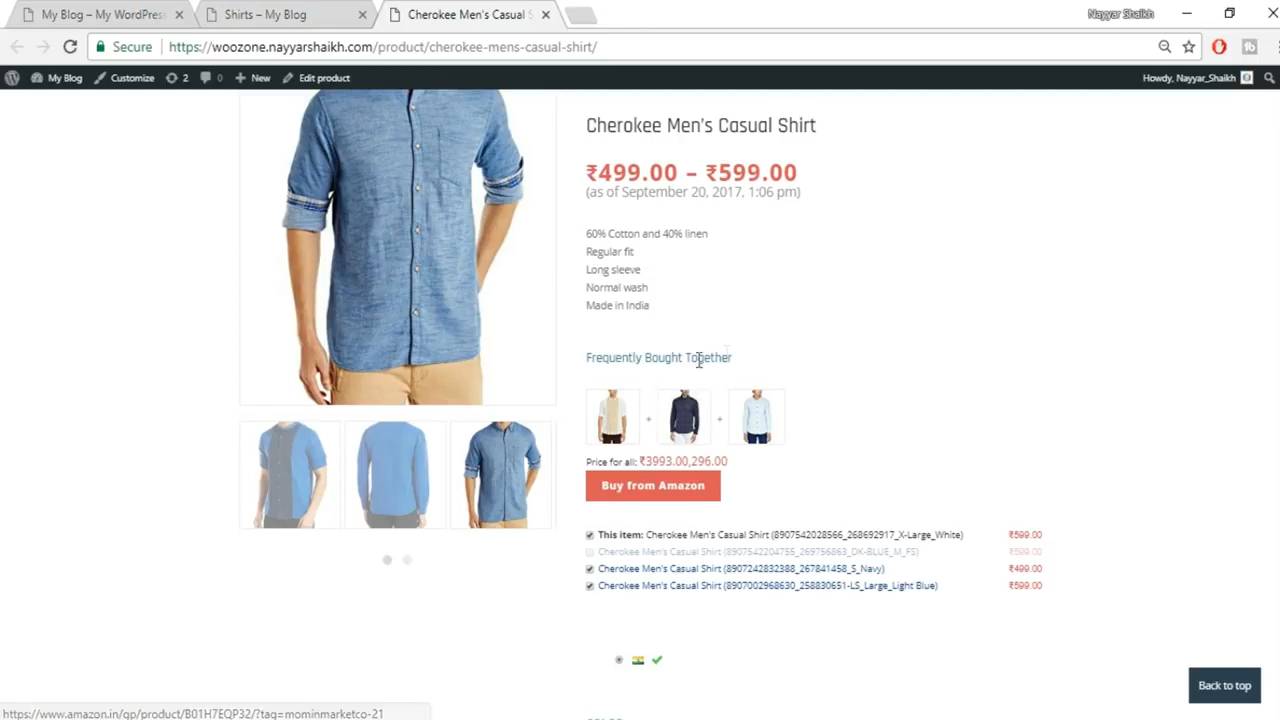 My Blog – My WordPress
Shirts – My Blog
Cherokee Men's Casual S
Nayyar Shaikh
Secure
https://woozone.nayyarshaikh.com/product/cherokee-mens-casual-shirt/
My Blog
Customize
2
0
New
Edit product
Howdy, Nayyar_Shaikh
Cherokee Men's Casual Shirt
₹499.00 – ₹599.00
(as of September 20, 2017, 1:06 pm)
60% Cotton and 40% linen
Regular fit
Long sleeve
Normal wash
Made in India
Frequently Bought Together
+ +
Price for all: ₹3993.00,296.00
Buy from Amazon
This item: Cherokee Men's Casual Shirt (8907542028566_268692917_X-Large_White) ₹599.00
Cherokee Men's Casual Shirt (8907542204755_269756863_DK-BLUE_M_FS) ₹599.00
Cherokee Men's Casual Shirt (8907242832388_267841458_S_Navy) ₹499.00
Cherokee Men's Casual Shirt (8907002968630_258830651-LS_Large_Light Blue) ₹599.00
Back to top
https://www.amazon.in/gp/product/B01H7EQP32/?tag=mominmarketco-21